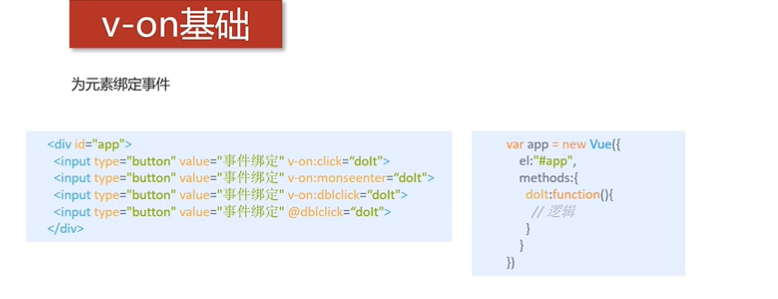 v-on基础
为元素绑定事件
<div id="app">
<input type="button" value="事件绑定" v-on:click=“doIt">
<input type="button" value="事件绑定" v-on:monseenter=“doIt">
<input type="button" value="事件绑定" v-on:dblclick=“doIt">
<input type="button" value="事件绑定" @dblclick=“doIt">
</div>
var app = new Vue({
el:"#app",
methods:{
doIt:function(){
// 逻辑
}
}
})